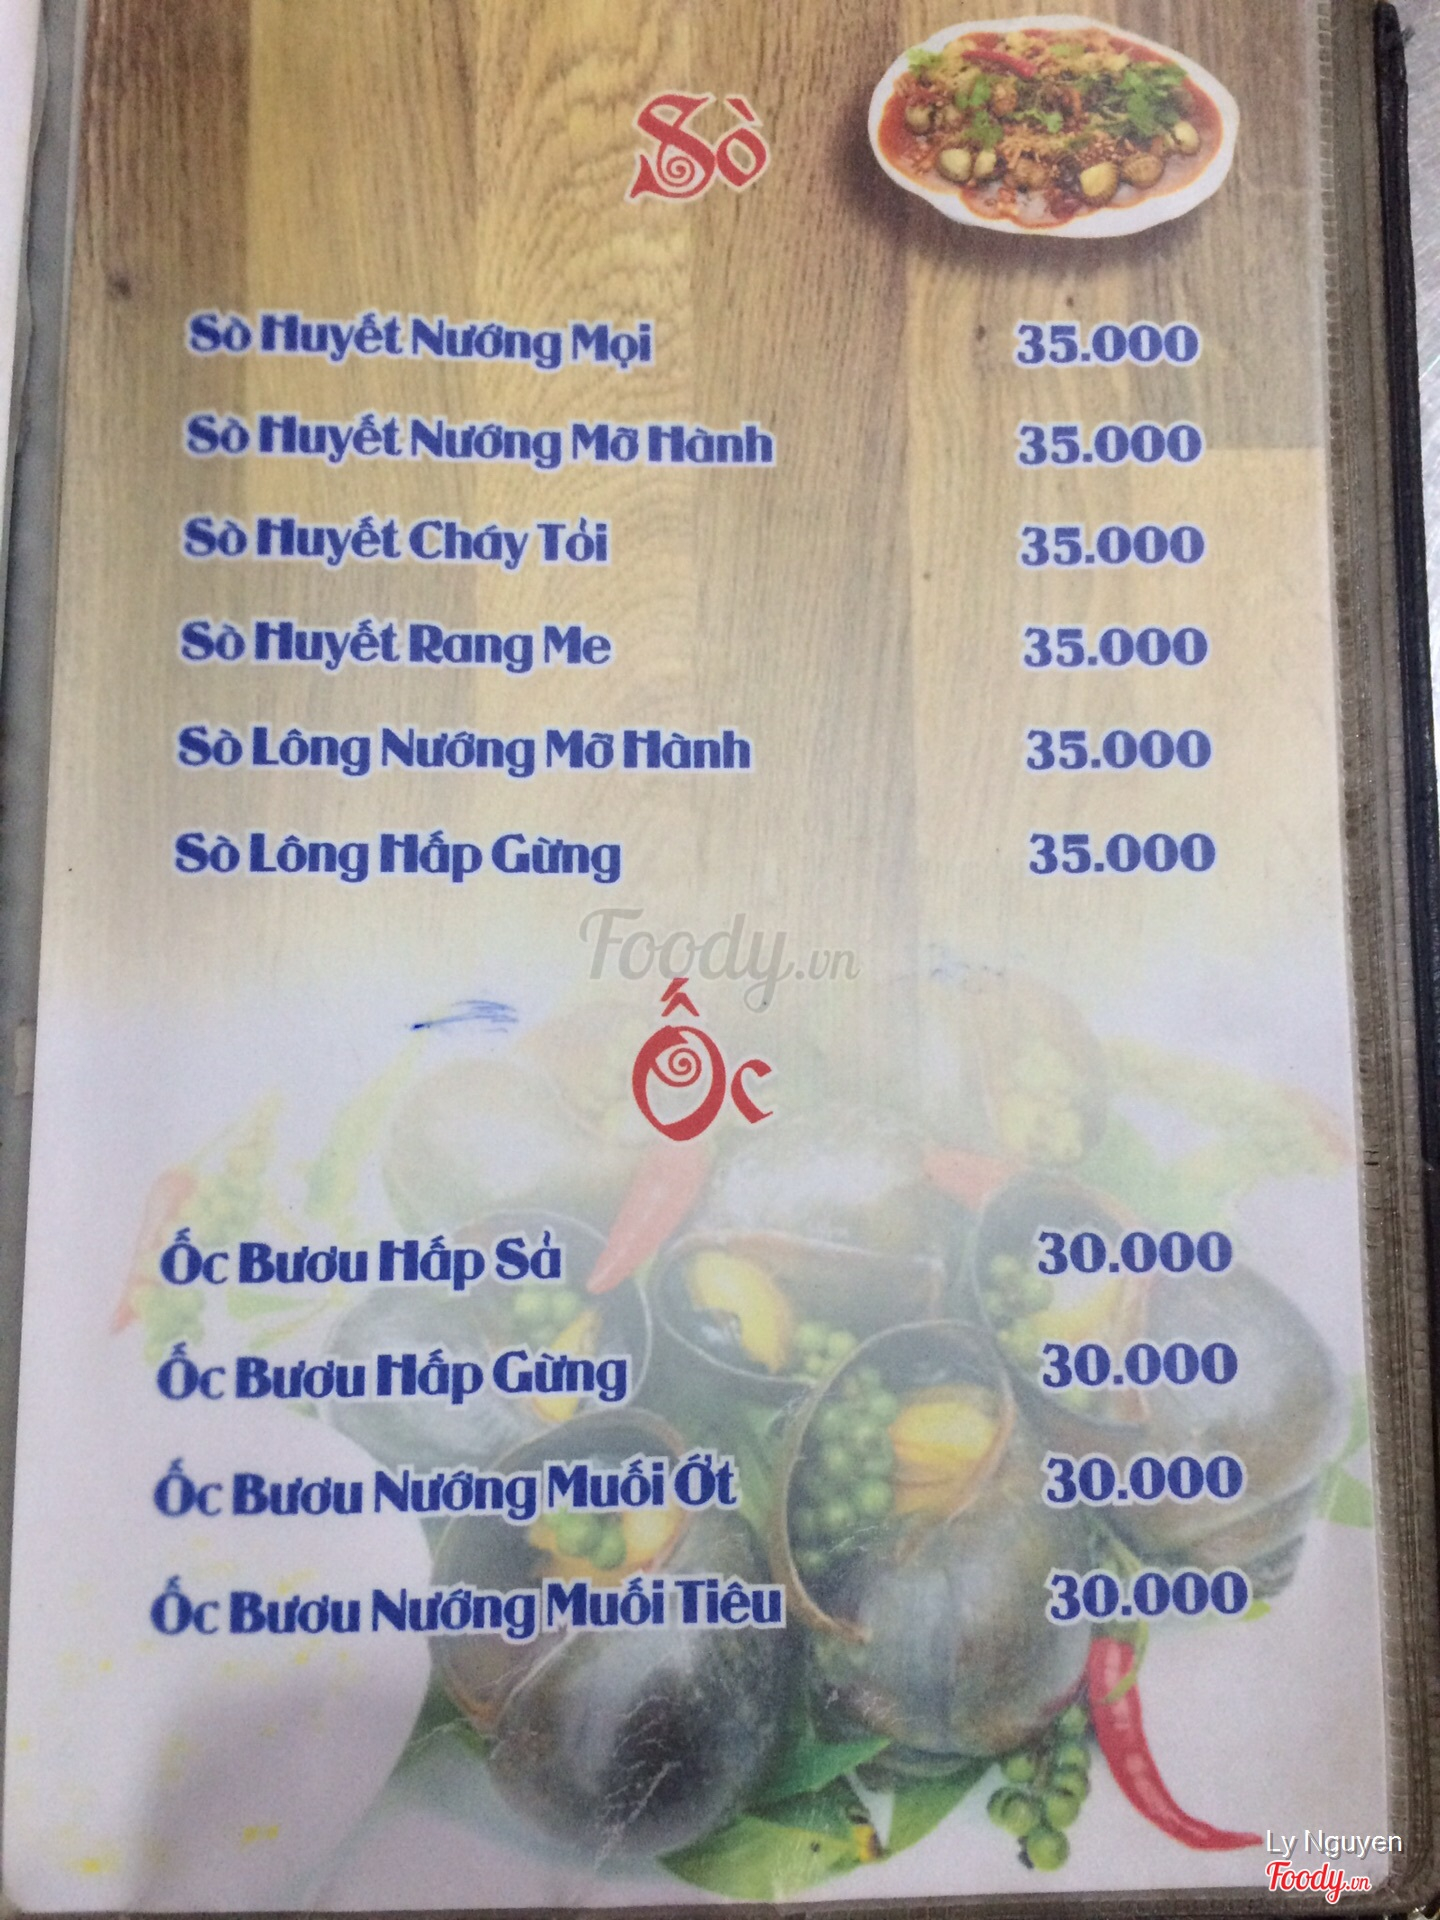 Sò
Sò Huyết Nướng Mọi 35.000
Sò Huyết Nướng Mỡ Hành 35.000
Sò Huyết Cháy Tỏi 35.000
Sò Huyết Rang Me 35.000
Sò Lông Nướng Mỡ Hành 35.000
Sò Lông Hấp Gừng 35.000
Foody.vn
Ốc
Ốc Bươu Hấp Sả 30.000
Ốc Bươu Hấp Gừng 30.000
Ốc Bươu Nướng Muối Ớt 30.000
Ốc Bươu Nướng Muối Tiêu 30.000
Ly Nguyen
Foody.vn